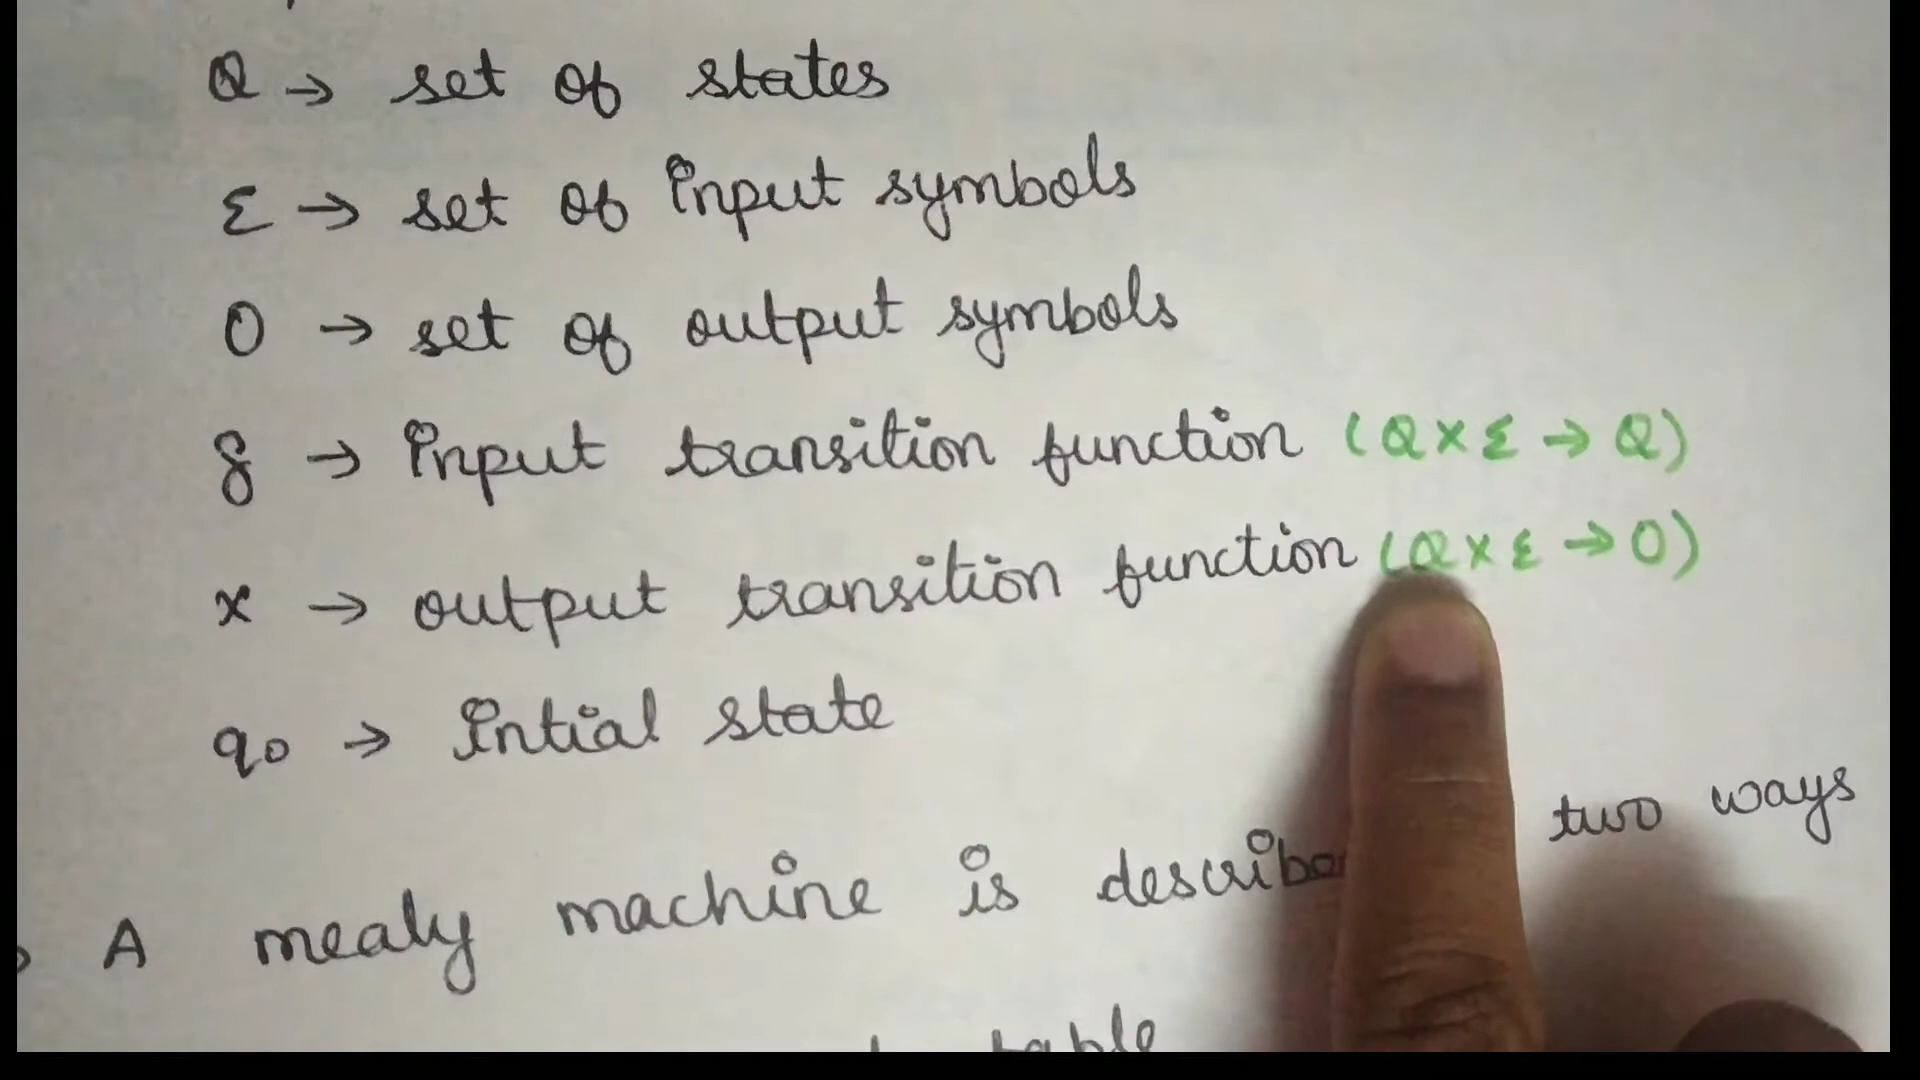 Q → set of states
Σ → set of Input symbols
O → set of output symbols
δ → Input transition function (Q X Σ → Q)
x → output transition function (Q X Σ → O)
q0 → Intial state
A mealy machine is two ways
table